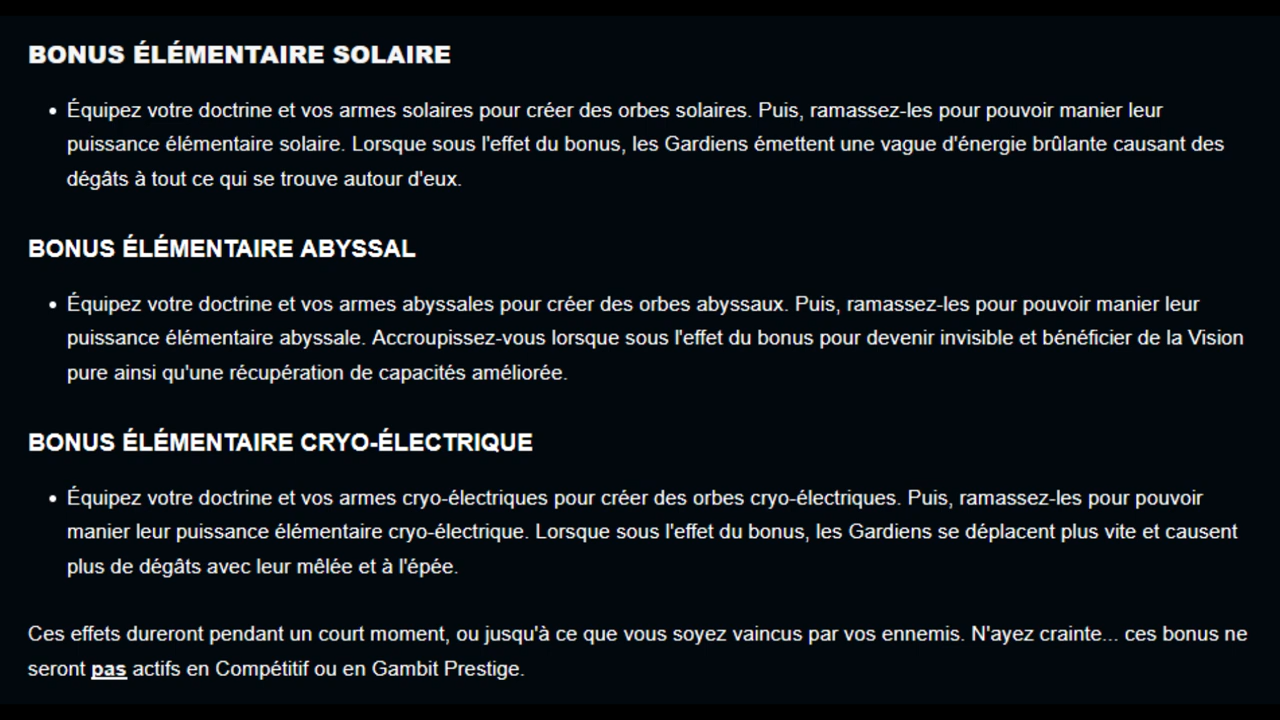 BONUS ÉLÉMENTAIRE SOLAIRE
• Équipez votre doctrine et vos armes solaires pour créer des orbes solaires. Puis, ramassez-les pour pouvoir manier leur
puissance élémentaire solaire. Lorsque sous l'effet du bonus, les Gardiens émettent une vague d'énergie brûlante causant des
dégâts à tout ce qui se trouve autour d'eux.
BONUS ÉLÉMENTAIRE ABYSSAL
• Équipez votre doctrine et vos armes abyssales pour créer des orbes abyssaux. Puis, ramassez-les pour pouvoir manier leur
puissance élémentaire abyssale. Accroupissez-vous lorsque sous l'effet du bonus pour devenir invisible et bénéficier de la Vision
pure ainsi qu'une récupération de capacités améliorée.
BONUS ÉLÉMENTAIRE CRYO-ÉLECTRIQUE
• Équipez votre doctrine et vos armes cryo-électriques pour créer des orbes cryo-électriques. Puis, ramassez-les pour pouvoir
manier leur puissance élémentaire cryo-électrique. Lorsque sous l'effet du bonus, les Gardiens se déplacent plus vite et causent
plus de dégâts avec leur mêlée et à l'épée.
Ces effets dureront pendant un court moment, ou jusqu'à ce que vous soyez vaincus par vos ennemis. N'ayez crainte... ces bonus ne
seront pas actifs en Compétitif ou en Gambit Prestige.